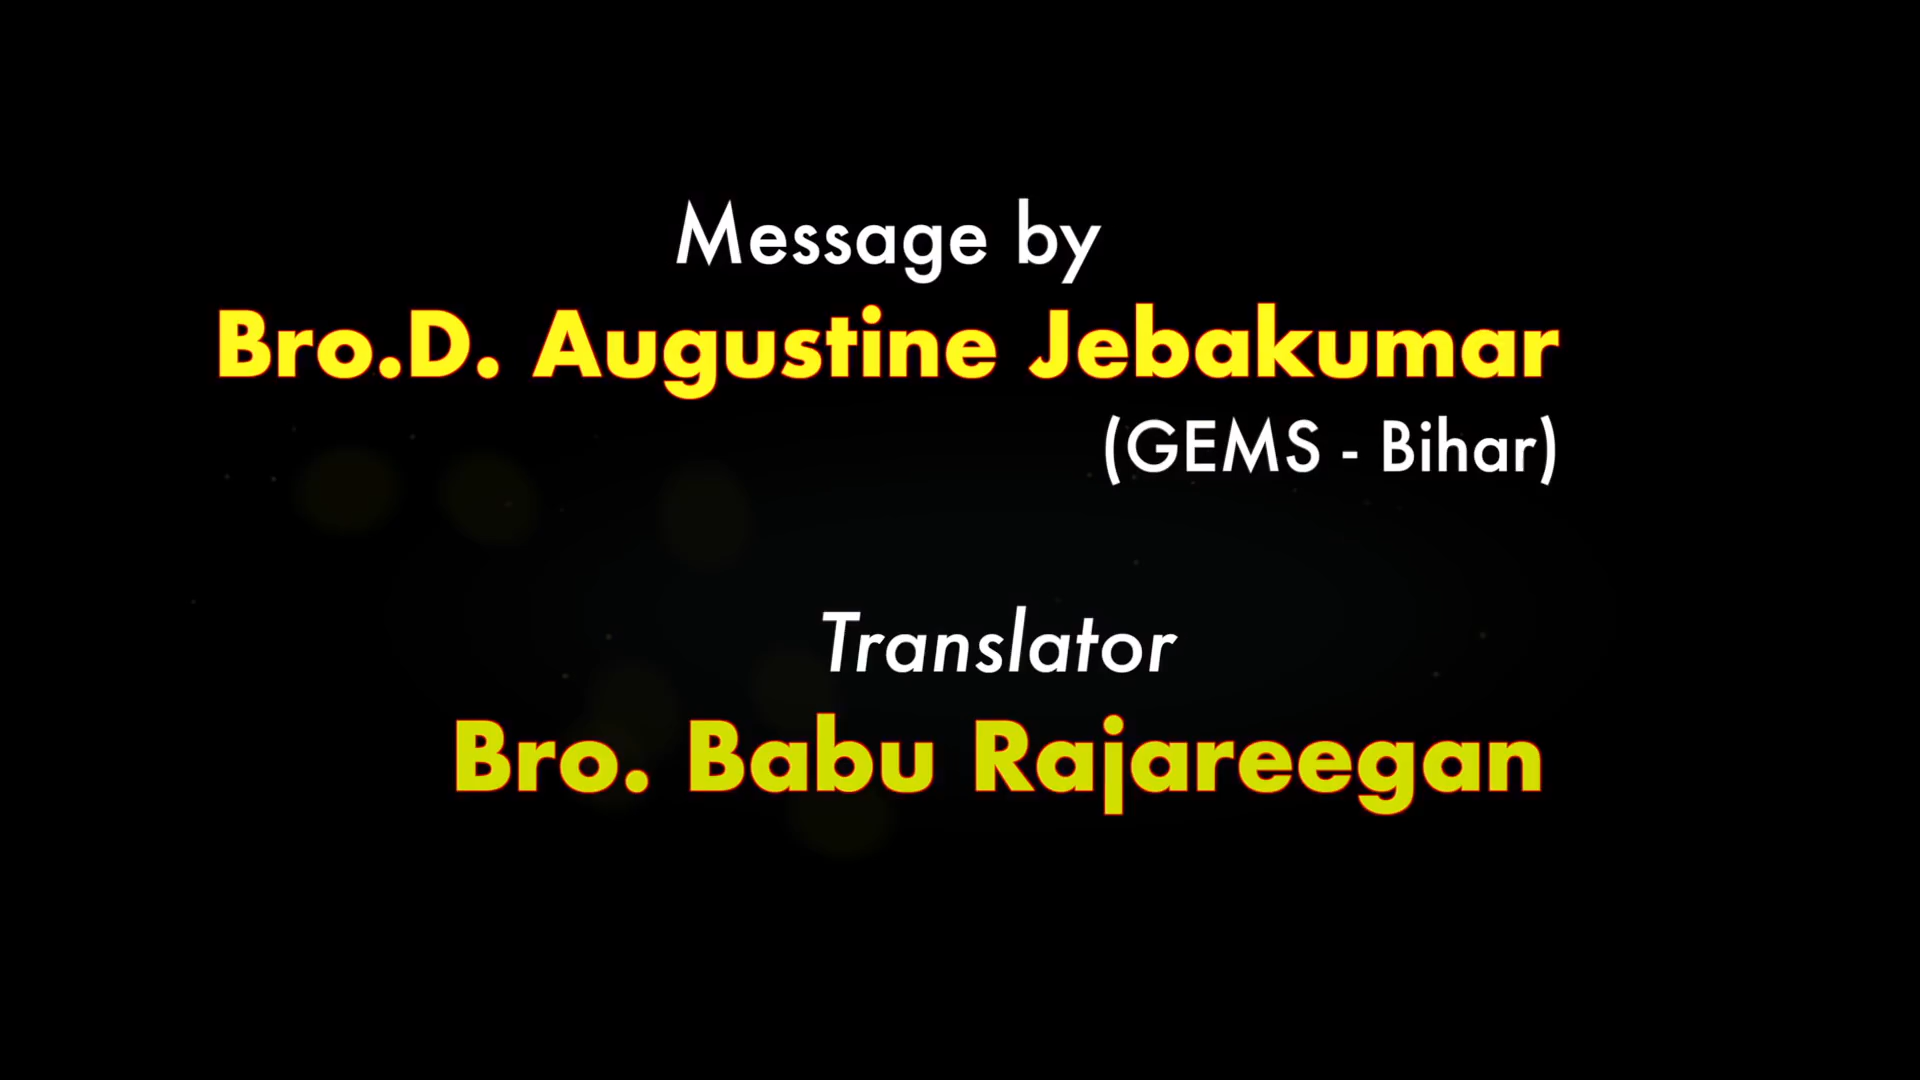 Message by
Bro.D. Augustine Jebakumar
(GEMS - Bihar)
Translator
Bro. Babu Rajareegan